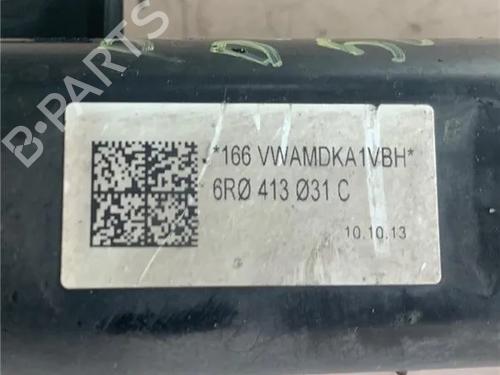 *166 VWAMDKA1VBH*
6RØ 413 Ø31 C
10.10.13
B-PARTS